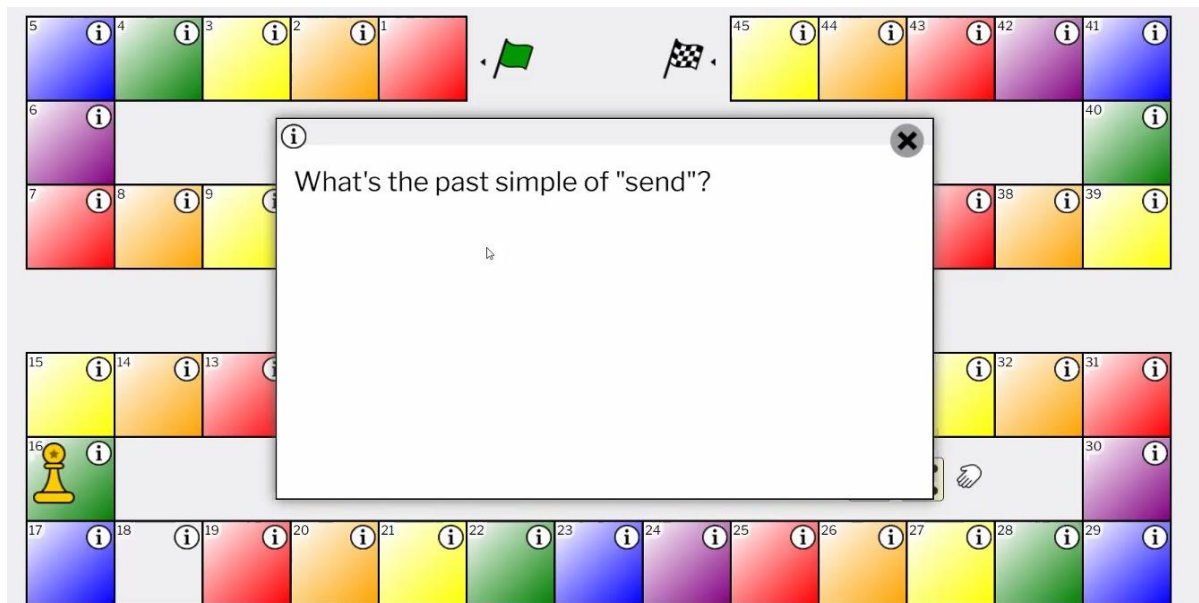 5 i 4 i 3 i 2 i 1 45 i 44 i 43 i 42 i 41 i
6 i 40 i
i
What's the past simple of "send"?
7 i 8 i 9 i i 38 i 39 i
15 i 14 i 13 i i 32 i 31 i
16 i 30 i
17 i 18 i 19 i 20 i 21 i 22 i 23 i 24 i 25 i 26 i 27 i 28 i 29 i